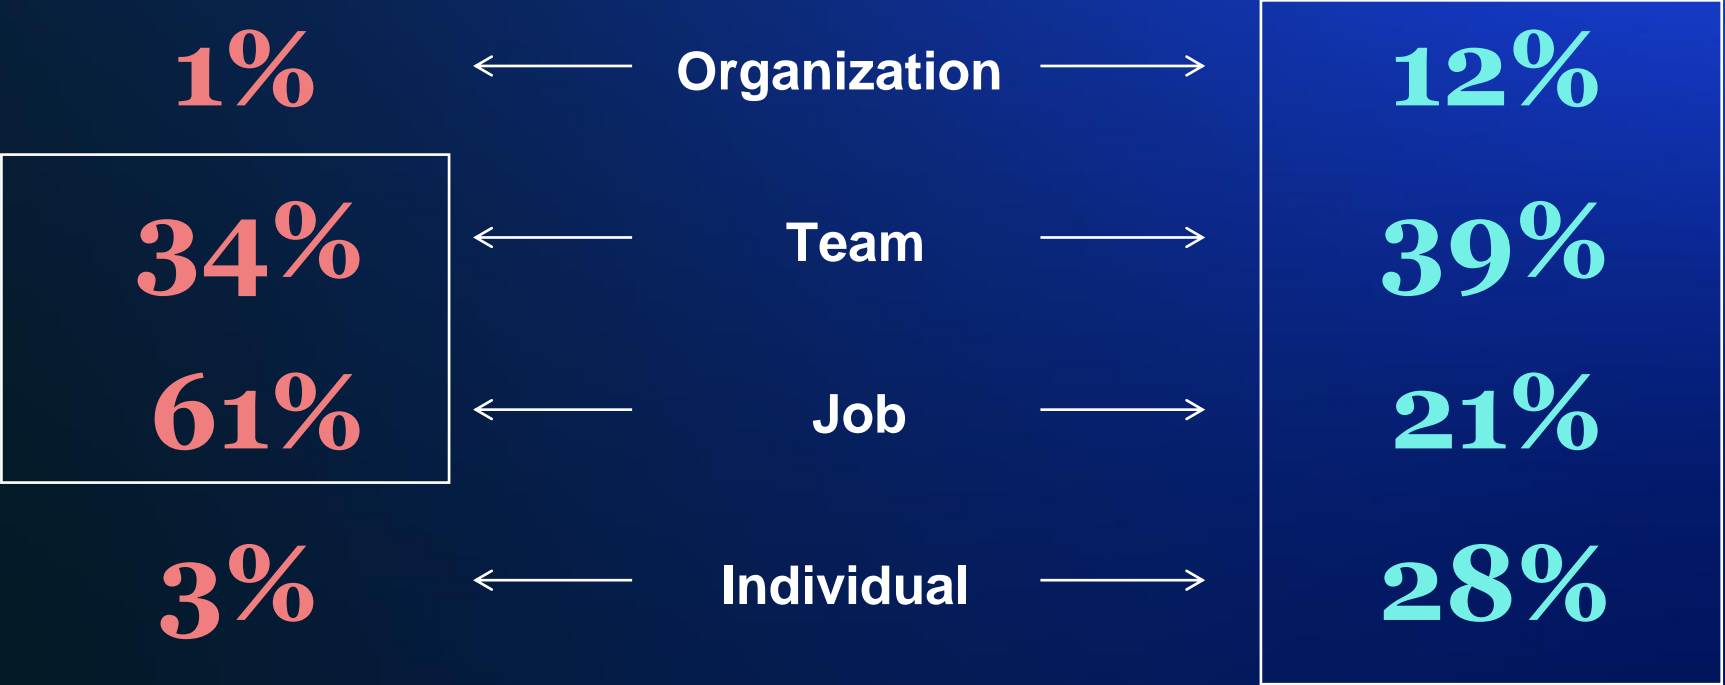 1% Organization 12%
34% Team 39%
61% Job 21%
3% Individual 28%